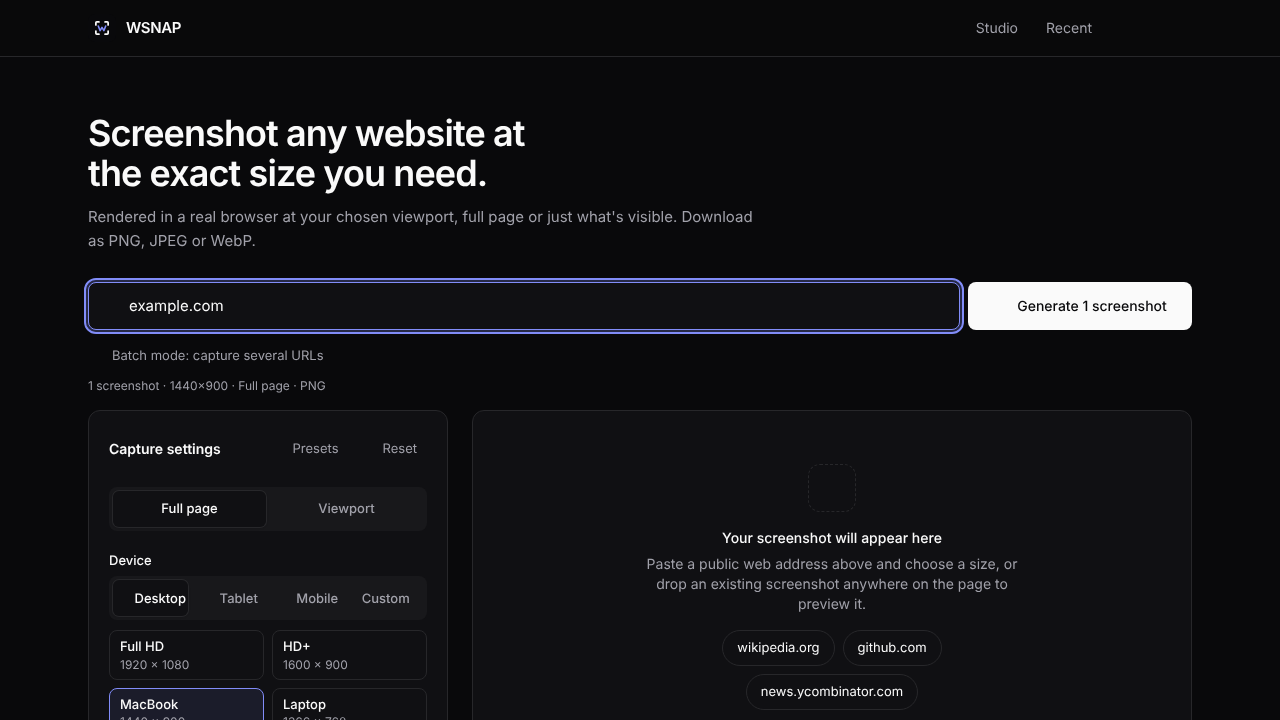 WSNAP
Studio
Recent
Screenshot any website at
the exact size you need.
Rendered in a real browser at your chosen viewport, full page or just what's visible. Download
as PNG, JPEG or WebP.
example.com
Generate 1 screenshot
Batch mode: capture several URLs
1 screenshot · 1440×900 · Full page · PNG
Capture settings
Presets
Reset
Full page
Viewport
Device
Desktop
Tablet
Mobile
Custom
Full HD
1920 × 1080
HD+
1600 × 900
MacBook
Laptop
Your screenshot will appear here
Paste a public web address above and choose a size, or
drop an existing screenshot anywhere on the page to
preview it.
wikipedia.org
github.com
news.ycombinator.com